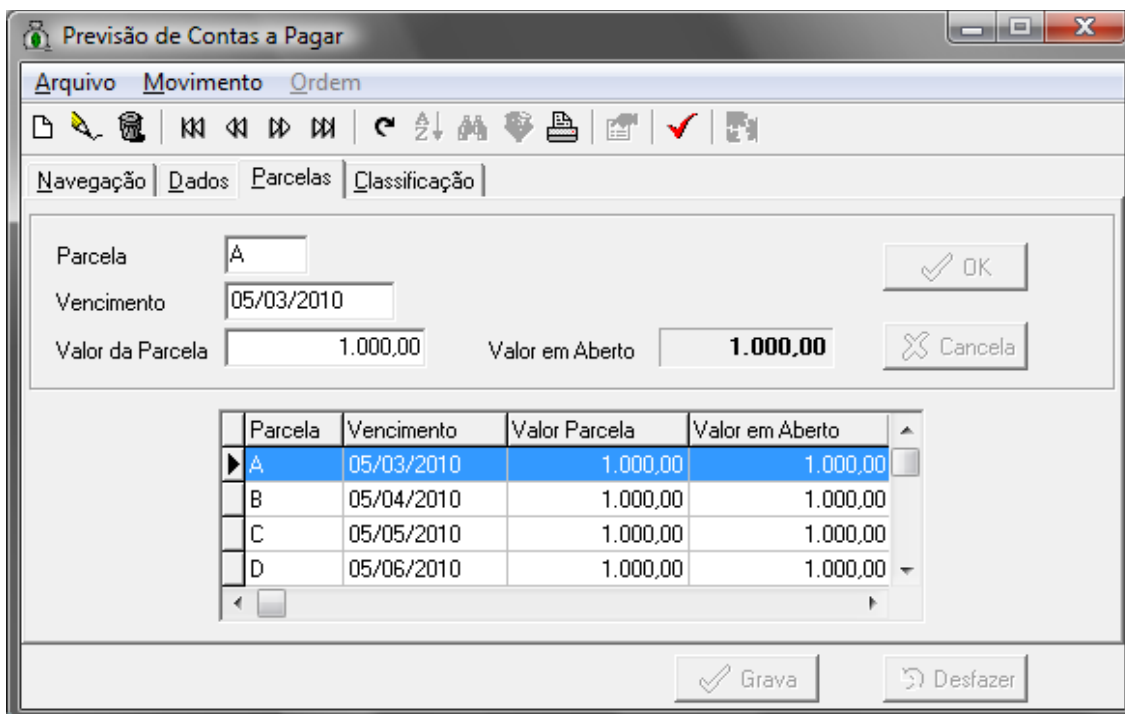 Previsão de Contas a Pagar
Arquivo Movimento Ordem
Navegação Dados Parcelas Classificação
Parcela A OK
Vencimento 05/03/2010
Valor da Parcela 1.000,00 Valor em Aberto 1.000,00 Cancela
Parcela Vencimento Valor Parcela Valor em Aberto
A 05/03/2010 1.000,00 1.000,00
B 05/04/2010 1.000,00 1.000,00
C 05/05/2010 1.000,00 1.000,00
D 05/06/2010 1.000,00 1.000,00
Grava Desfazer